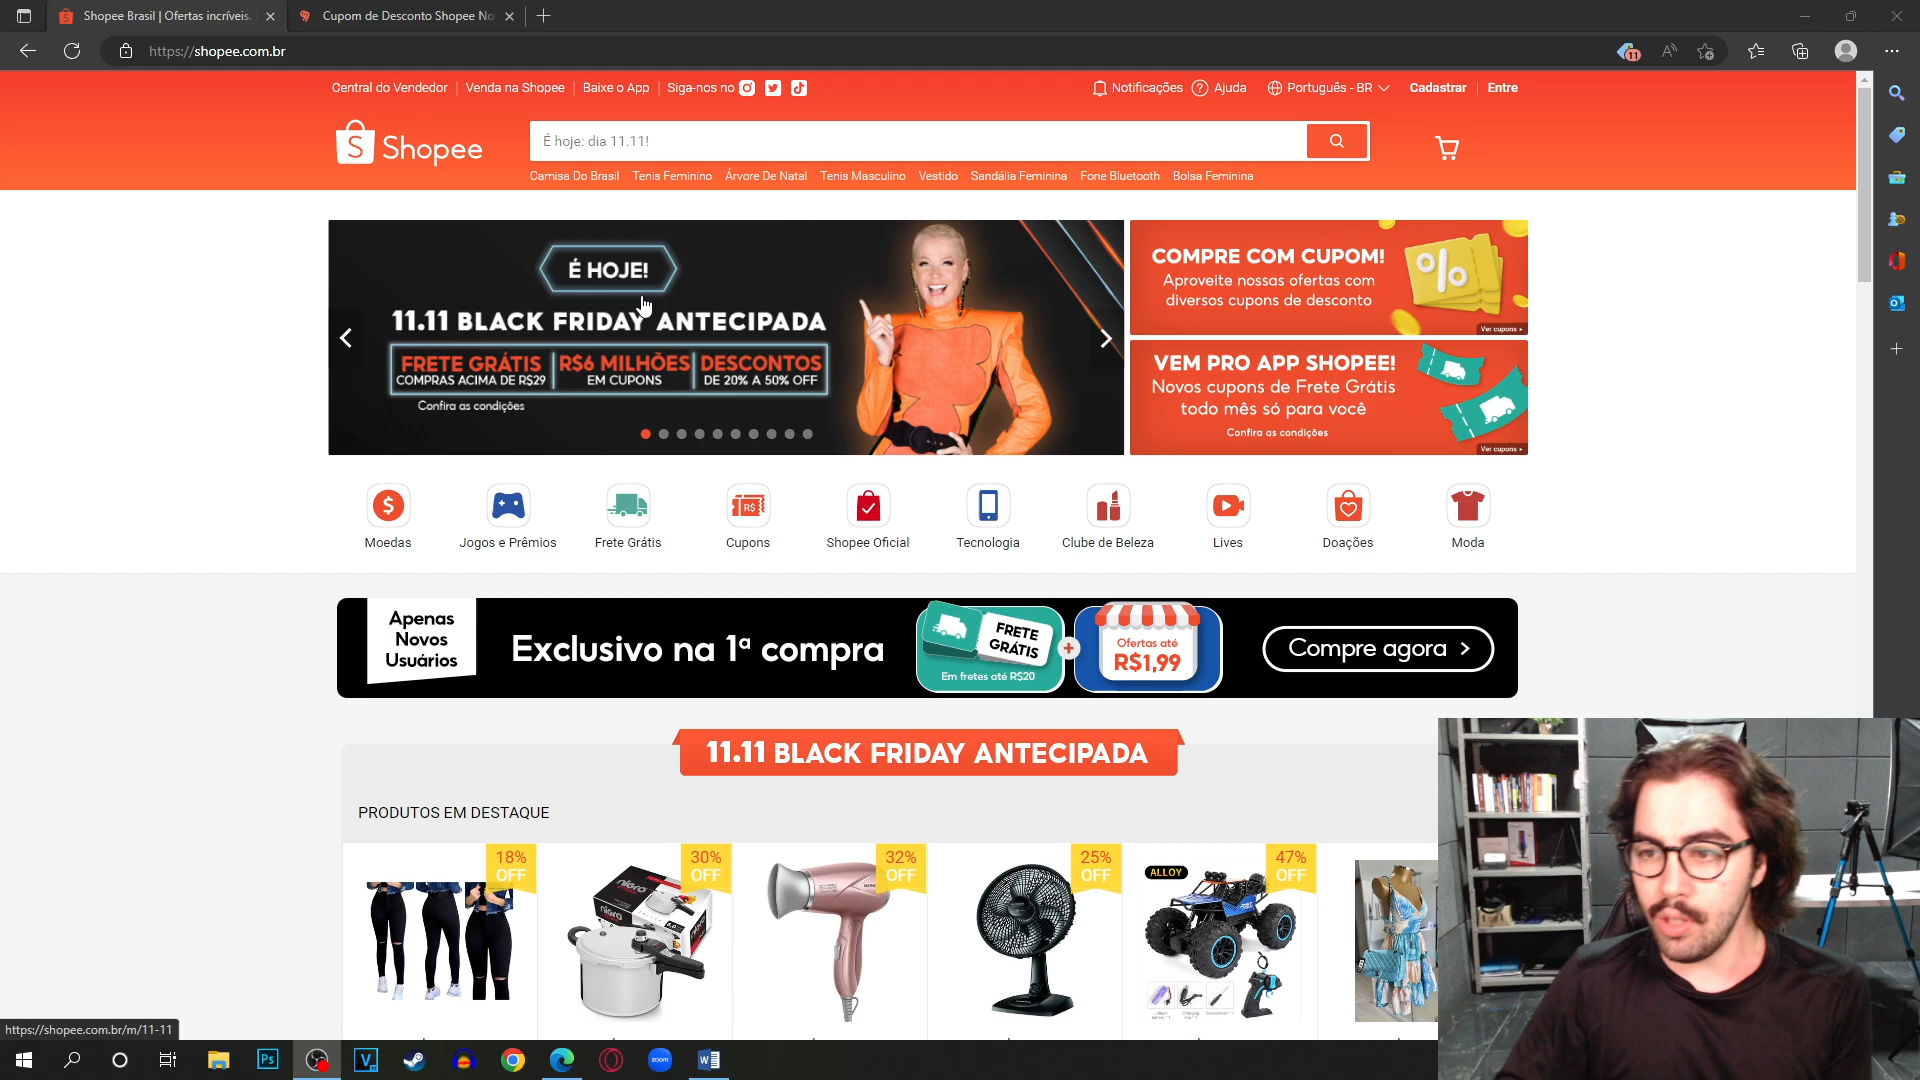 Shopee Brasil | Ofertas incríveis.
Cupom de Desconto Shopee No
https://shopee.com.br
11
Central do Vendedor
Venda na Shopee
Baixe o App
Siga-nos no
Notificações
Ajuda
Português - BR
Cadastrar
Entre
Shopee
É hoje: dia 11.11!
Camisa Do Brasil
Tenis Feminino
Árvore De Natal
Tenis Masculino
Vestido
Sandália Feminina
Fone Bluetooth
Bolsa Feminina
É HOJE!
11.11 BLACK FRIDAY ANTECIPADA
FRETE GRÁTIS
COMPRAS ACIMA DE R$29
R$6 MILHÕES
EM CUPONS
DESCONTOS
DE 20% A 50% OFF
Confira as condições
COMPRE COM CUPOM!
Aproveite nossas ofertas com
diversos cupons de desconto
%
Ver cupons
VEM PRO APP SHOPEE!
Novos cupons de Frete Grátis
todo mês só para você
Confira as condições
Ver cupons
R$
Moedas
Jogos e Prêmios
Frete Grátis
Cupons
Shopee Oficial
Tecnologia
Clube de Beleza
Lives
Doações
Moda
Apenas
Novos
Usuários
Exclusivo na 1ª compra
FRETE
GRÁTIS
Em fretes até R$20
+
Ofertas até
R$1,99
Compre agora >
11.11 BLACK FRIDAY ANTECIPADA
PRODUTOS EM DESTAQUE
18%
OFF
30%
OFF
32%
OFF
25%
OFF
47%
OFF
ALLOY
nigro
https://shopee.com.br/m/11-11
Ps
V
zoom
W